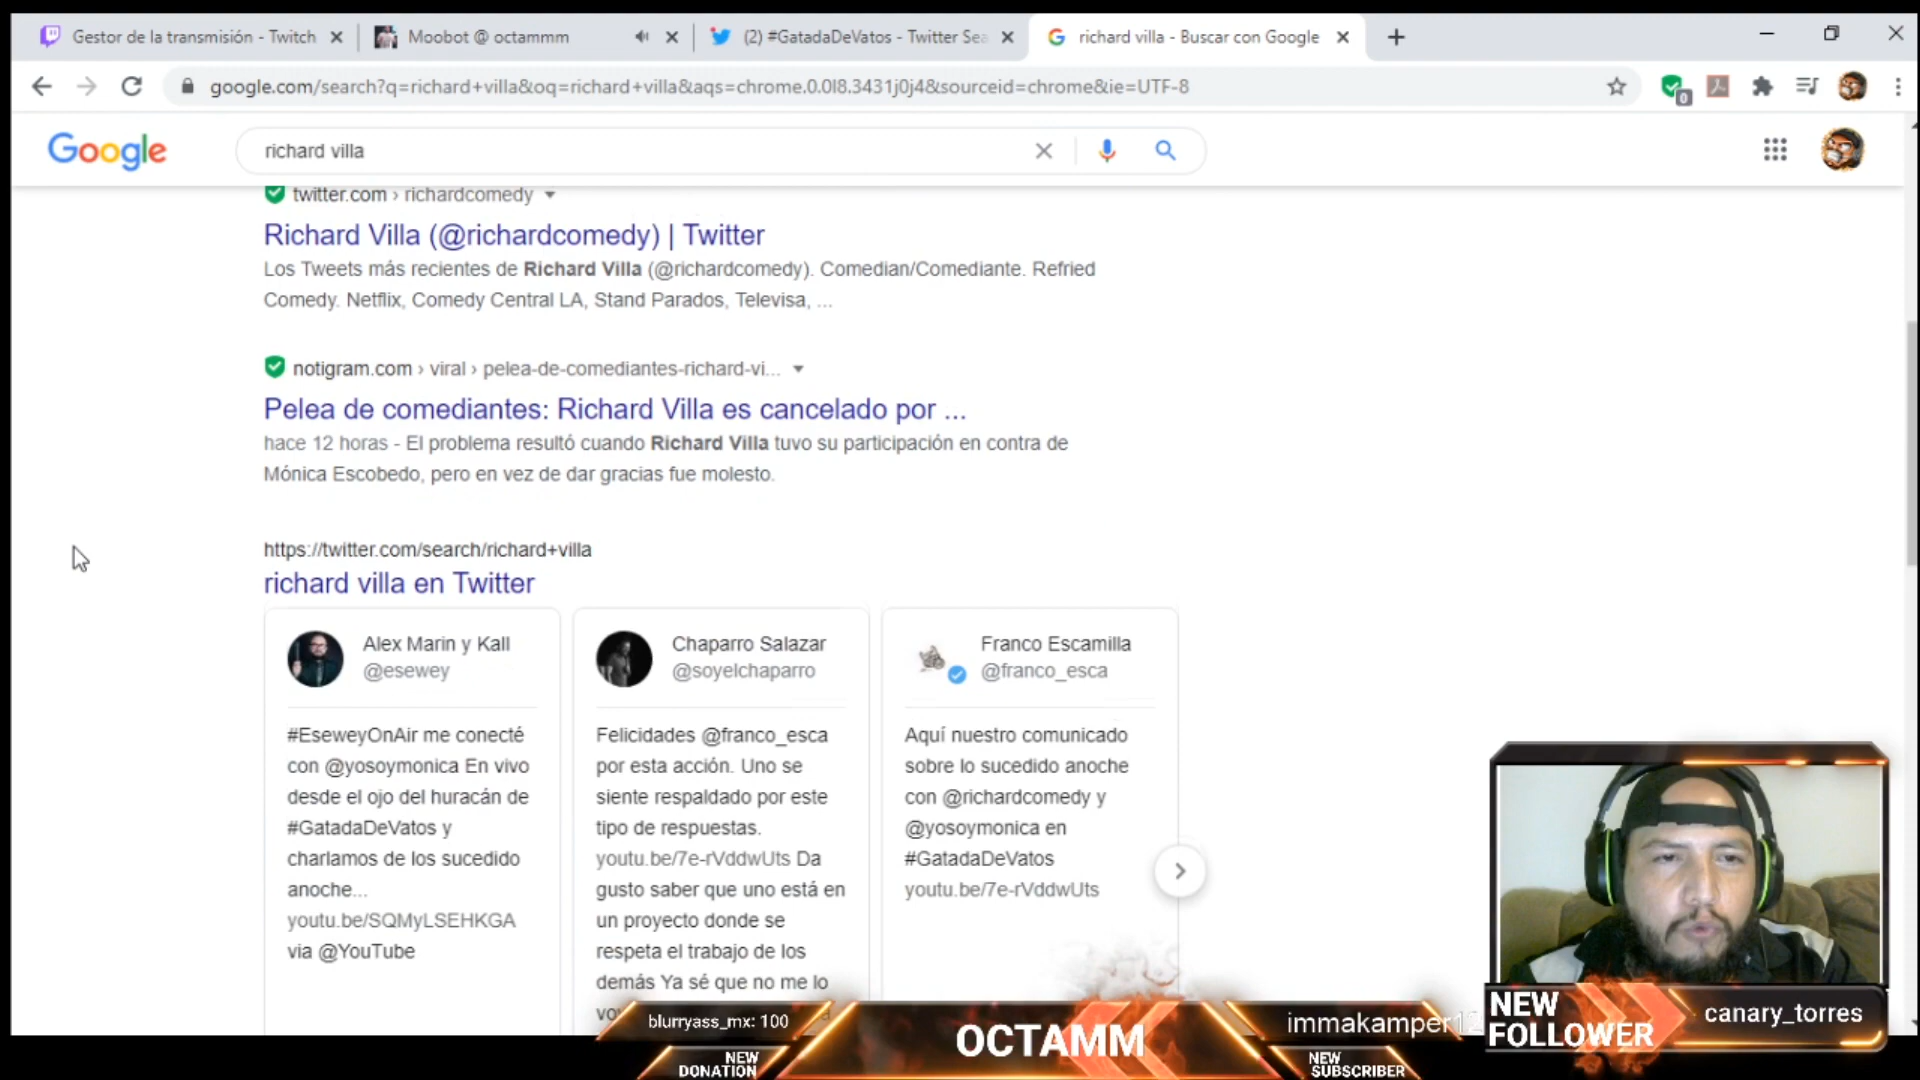 Gestor de la transmisión - Twitch
Moobot @ octammm
(2) #GatadaDeVatos - Twitter Sea
richard villa - Buscar con Google
google.com/search?q=richard+villa&oq=richard+villa&aqs=chrome.0.0l8.3431j0j4&sourceid=chrome&ie=UTF-8
0
Google
richard villa
twitter.com › richardcomedy
Richard Villa (@richardcomedy) | Twitter
Los Tweets más recientes de Richard Villa (@richardcomedy). Comedian/Comediante. Refried
Comedy. Netflix, Comedy Central LA, Stand Parados, Televisa, ...
notigram.com › viral › pelea-de-comediantes-richard-vi...
Pelea de comediantes: Richard Villa es cancelado por ...
hace 12 horas - El problema resultó cuando Richard Villa tuvo su participación en contra de
Mónica Escobedo, pero en vez de dar gracias fue molesto.
https://twitter.com/search/richard+villa
richard villa en Twitter
Alex Marin y Kall
@esewey
#EseweyOnAir me conecté
con @yosoymonica En vivo
desde el ojo del huracán de
#GatadaDeVatos y
charlamos de los sucedido
anoche...
youtu.be/SQMyLSEHKGA
via @YouTube
Chaparro Salazar
@soyelchaparro
Felicidades @franco_esca
por esta acción. Uno se
siente respaldado por este
tipo de respuestas.
youtu.be/7e-rVddwUts Da
gusto saber que uno está en
un proyecto donde se
respeta el trabajo de los
demás Ya sé que no me lo
Franco Escamilla
@franco_esca
Aquí nuestro comunicado
sobre lo sucedido anoche
con @richardcomedy y
@yosoymonica en
#GatadaDeVatos
youtu.be/7e-rVddwUts
blurryass_mx: 100
NEW
DONATION
OCTAMM
immakamper12
NEW
SUBSCRIBER
NEW
FOLLOWER
canary_torres